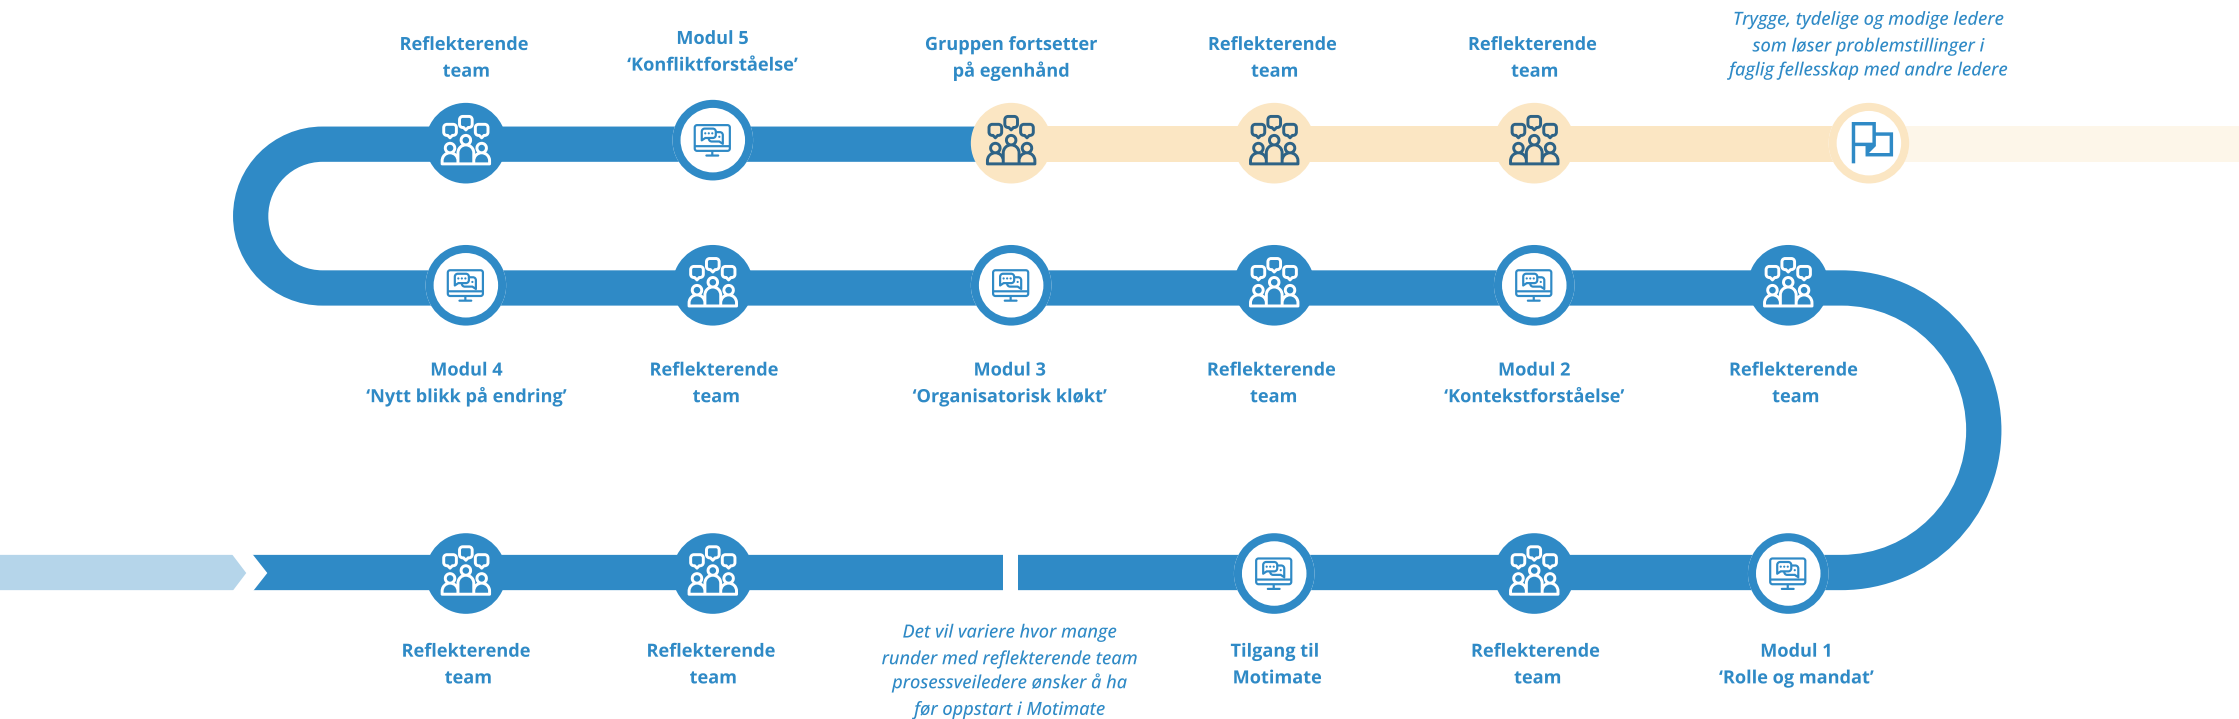 Reflekterende
team
Modul 5
‘Konfliktforståelse’
Gruppen fortsetter
på egenhånd
Reflekterende
team
Reflekterende
team
Trygge, tydelige og modige ledere
som løser problemstillinger i
faglig fellesskap med andre ledere
Modul 4
‘Nytt blikk på endring’
Reflekterende
team
Modul 3
‘Organisatorisk kløkt’
Reflekterende
team
Modul 2
‘Kontekstforståelse’
Reflekterende
team
Reflekterende
team
Reflekterende
team
Det vil variere hvor mange
runder med reflekterende team
prosessveiledere ønsker å ha
før oppstart i Motimate
Tilgang til
Motimate
Reflekterende
team
Modul 1
‘Rolle og mandat’